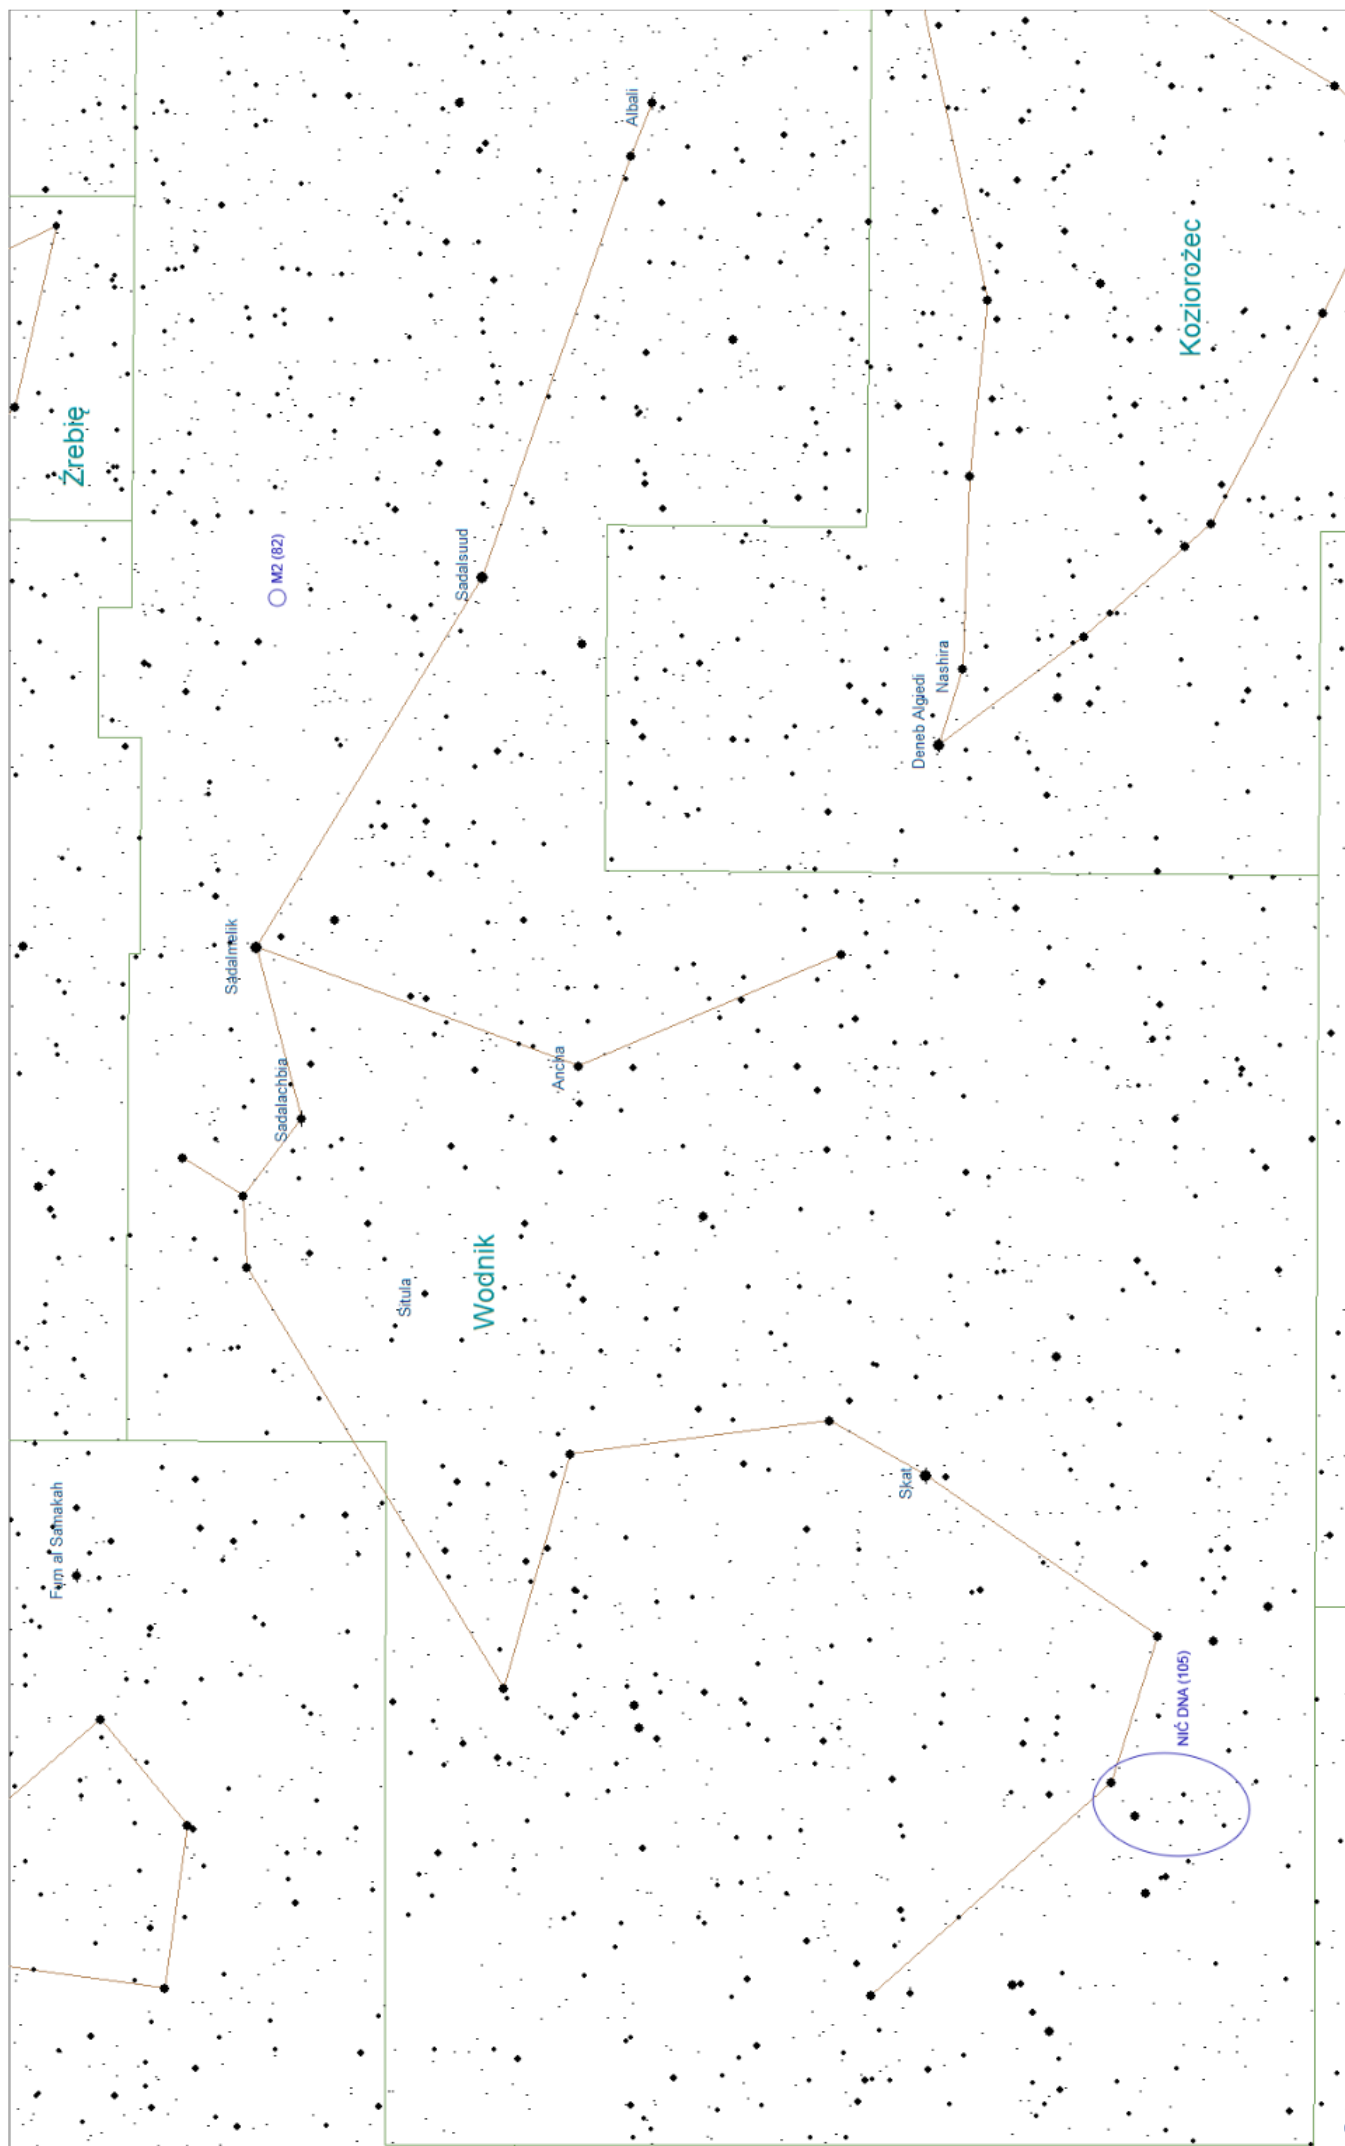 Albali
Źrebię
Koziorożec
M2 (82)
Sadalsuud
Nashira
Deneb Algiedi
Sadalmelik
Ancha
Sadalachbia
Situla
Wodnik
Skat
Fum al Samakah
NIĆ DNA (105)